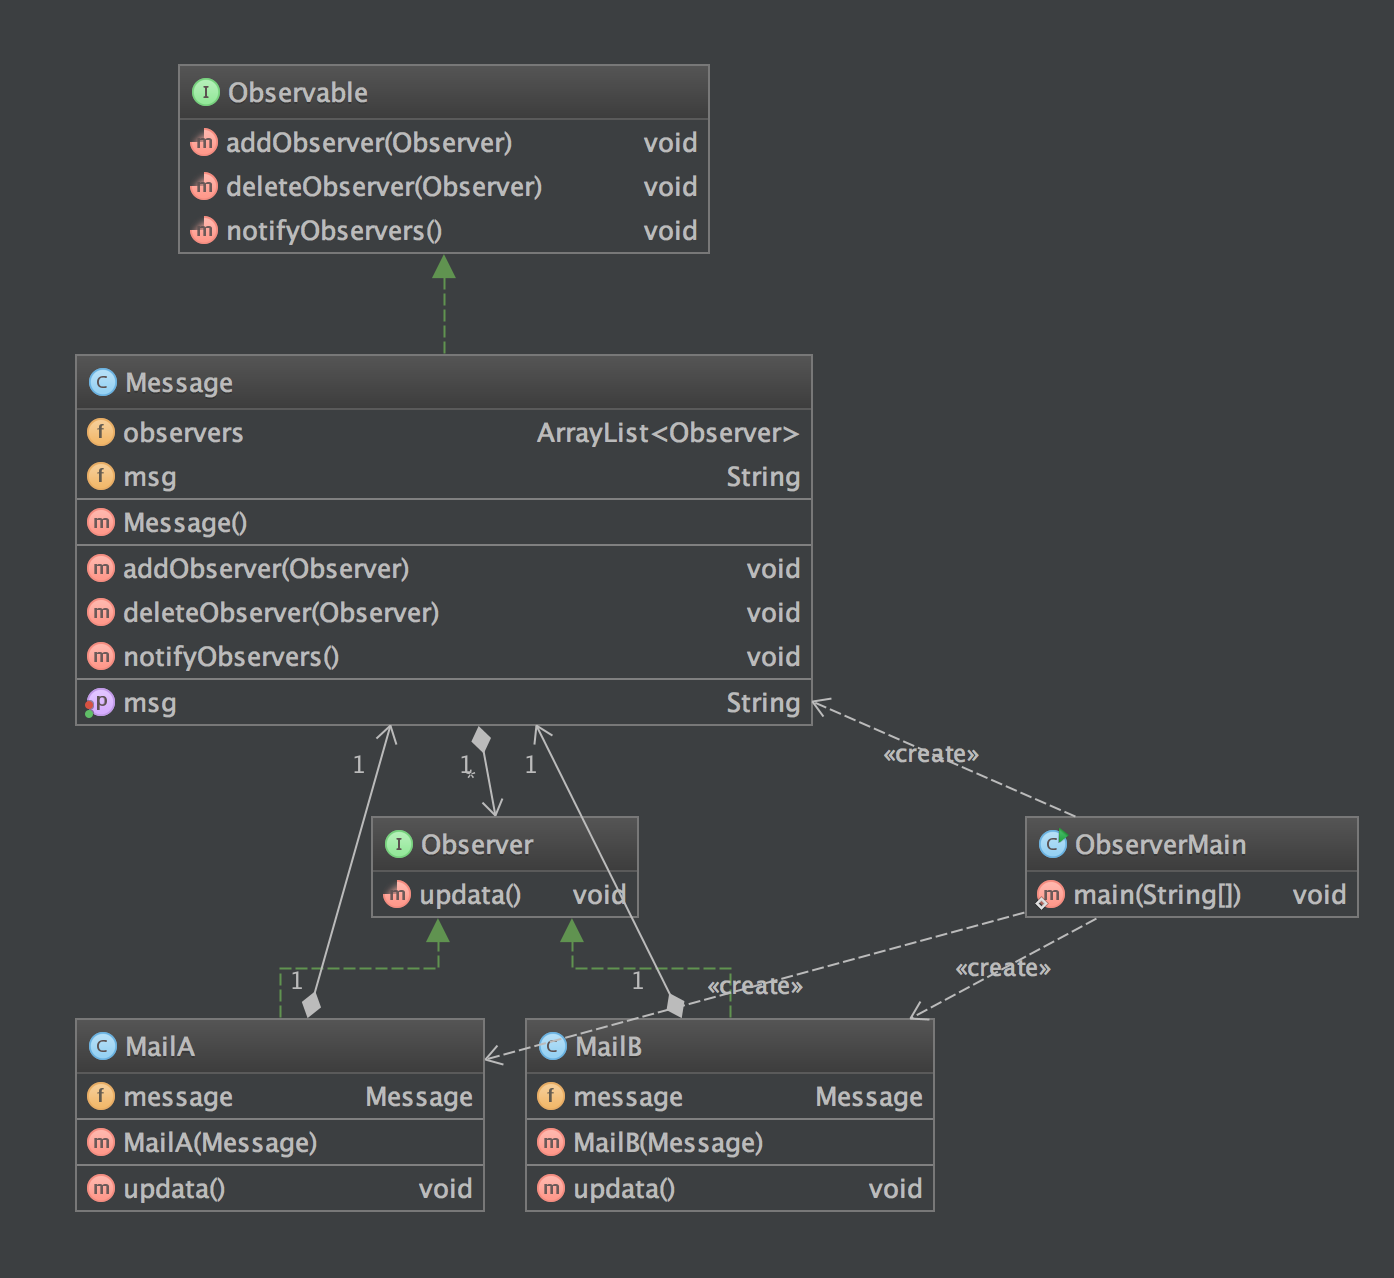 I Observable
m addObserver(Observer) void
m deleteObserver(Observer) void
m notifyObservers() void
C Message
f observers ArrayList<Observer>
f msg String
m Message()
m addObserver(Observer) void
m deleteObserver(Observer) void
m notifyObservers() void
p msg String
«create»
1 1 1
*
I Observer
m updata() void
C ObserverMain
m main(String[]) void
«create»
1 1 «create»
C MailA
f message Message
m MailA(Message)
m updata() void
C MailB
f message Message
m MailB(Message)
m updata() void